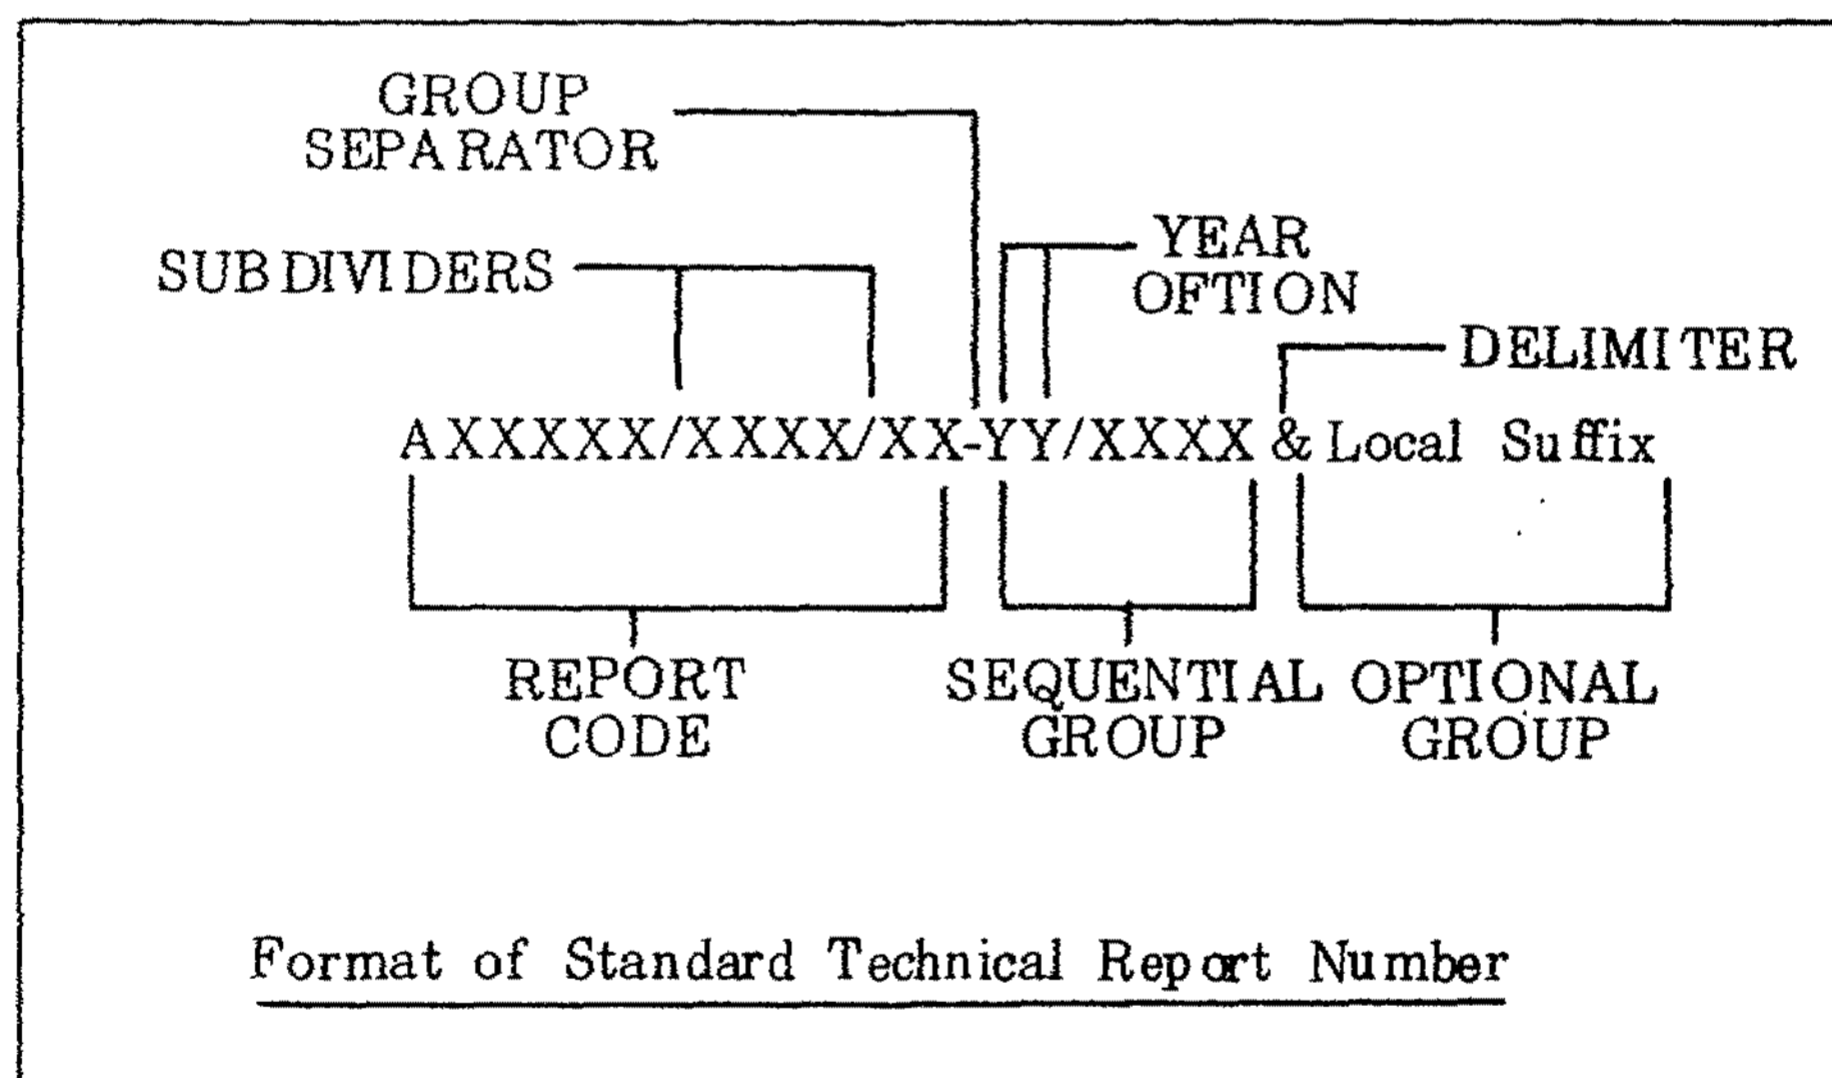 GROUP
SEPARATOR
SUBDIVIDERS
YEAR
OFTION
DELIMITER
AXXXXX/XXXX/XX-YY/XXXX & Local Suffix
REPORT
CODE
SEQUENTIAL
GROUP
OPTIONAL
GROUP
Format of Standard Technical Report Number